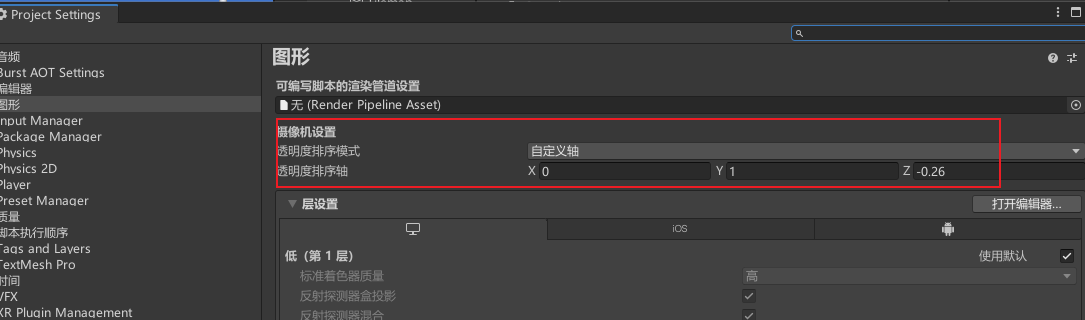 Project Settings
音频
Burst AOT Settings
编辑器
图形
Input Manager
Package Manager
Physics
Physics 2D
Player
Preset Manager
质量
脚本执行顺序
Tags and Layers
TextMesh Pro
时间
VFX
XR Plugin Management
图形
可编写脚本的渲染管道设置
无 (Render Pipeline Asset)
摄像机设置
透明度排序模式 自定义轴
透明度排序轴 X 0 Y 1 Z -0.26
层设置 打开编辑器...
iOS
低（第 1 层） 使用默认
标准着色器质量 高
反射探测器盒投影
反射探测器混合